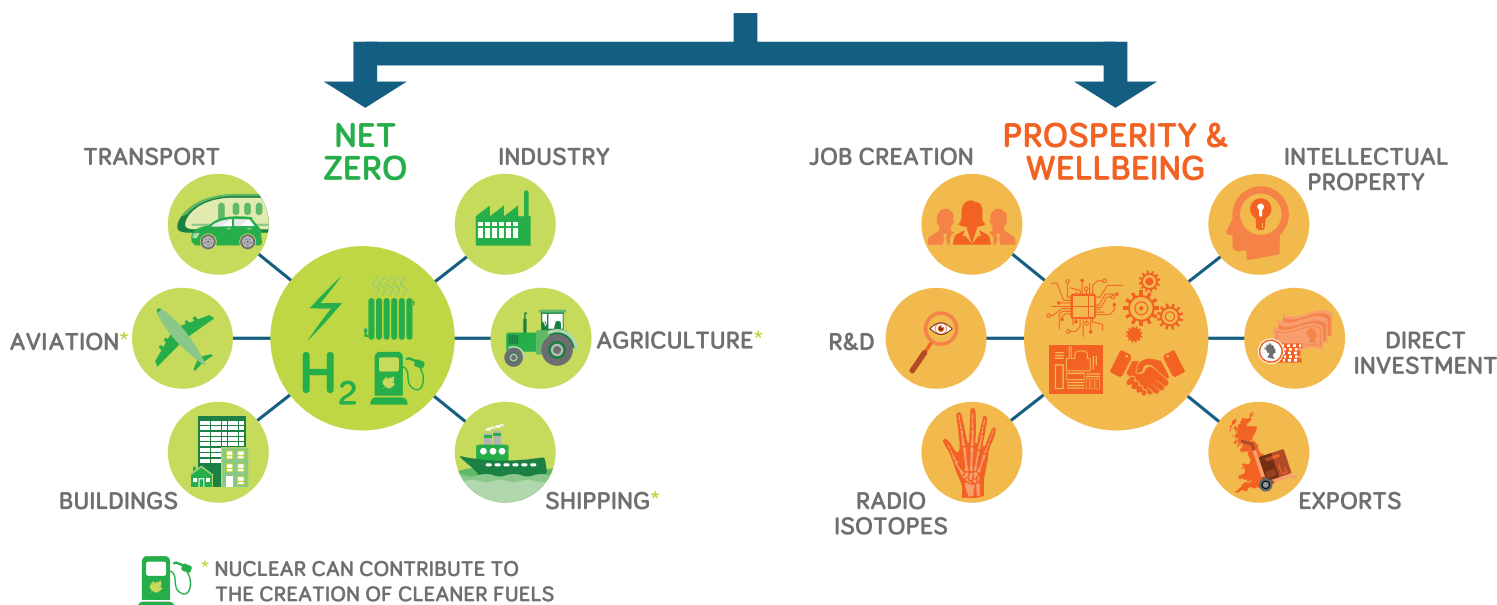 NET
ZERO
TRANSPORT
INDUSTRY
AVIATION*
AGRICULTURE*
H2
BUILDINGS
SHIPPING*
* NUCLEAR CAN CONTRIBUTE TO
THE CREATION OF CLEANER FUELS
PROSPERITY &
WELLBEING
JOB CREATION
INTELLECTUAL
PROPERTY
R&D
DIRECT
INVESTMENT
RADIO
ISOTOPES
EXPORTS